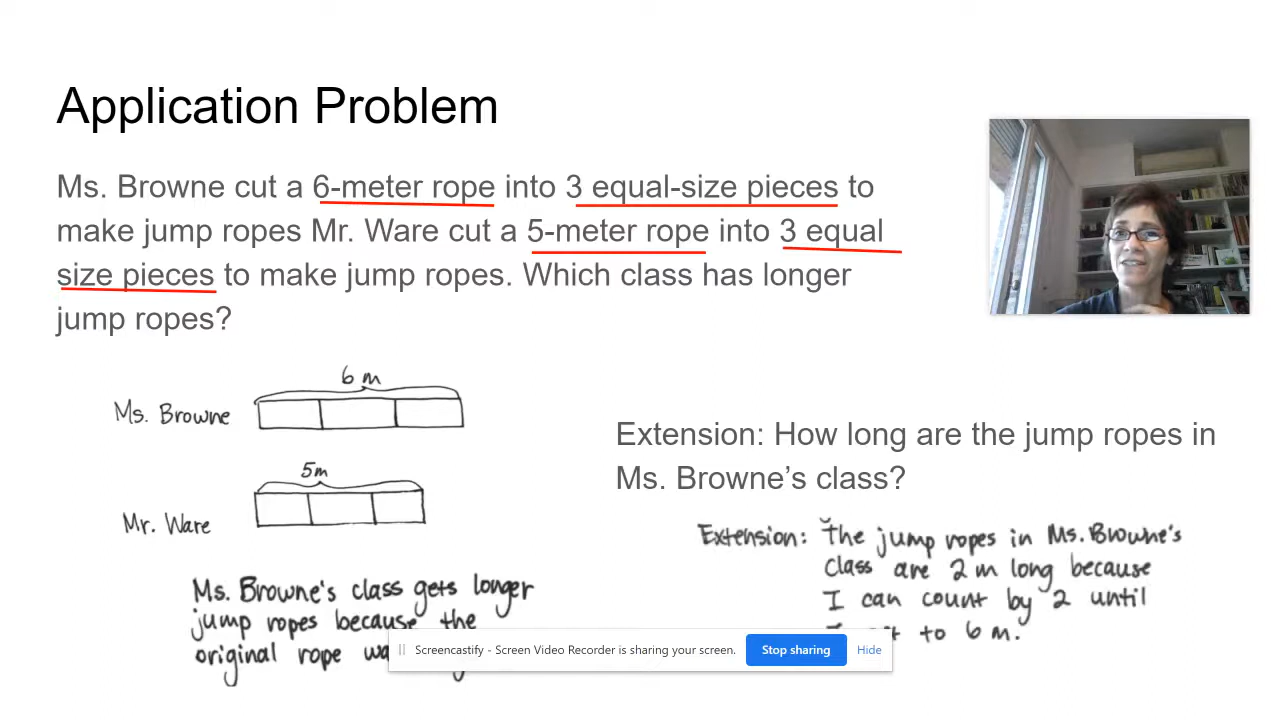 Application Problem
Ms. Browne cut a 6-meter rope into 3 equal-size pieces to
make jump ropes Mr. Ware cut a 5-meter rope into 3 equal
size pieces to make jump ropes. Which class has longer
jump ropes?
6 m
Ms. Browne
5m
Mr. Ware
Ms. Browne's class gets longer
jump ropes because the
original rope
Extension: How long are the jump ropes in
Ms. Browne’s class?
Extension: The jump ropes in Ms. Browne's
class are 2 m long because
I can count by 2 until
to 6 m.
Screencastify - Screen Video Recorder is sharing your screen.
Stop sharing
Hide